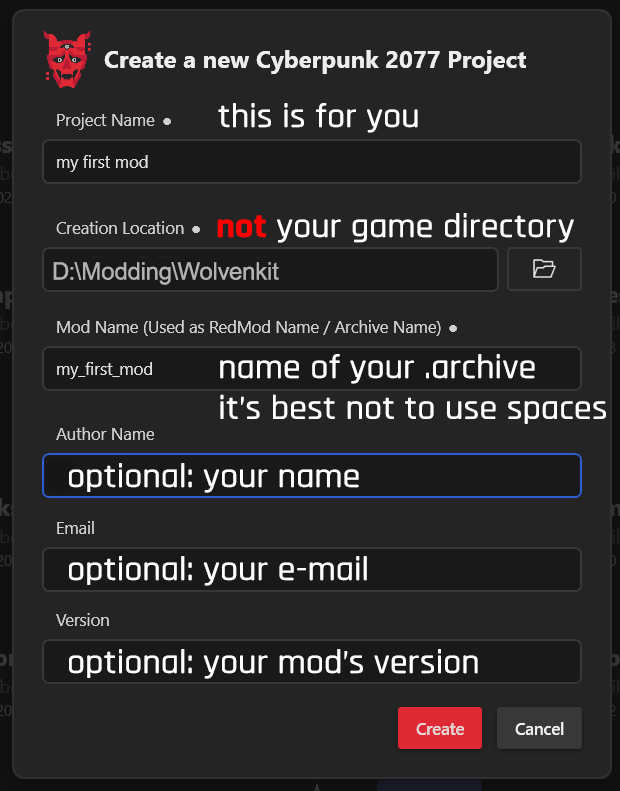 Create a new Cyberpunk 2077 Project
Project Name ● this is for you
my first mod
Creation Location ● not your game directory
D:\Modding\Wolvenkit
Mod Name (Used as RedMod Name / Archive Name) ●
my_first_mod name of your .archive
it's best not to use spaces
Author Name
optional: your name
Email
optional: your e-mail
Version
optional: your mod's version
Create Cancel